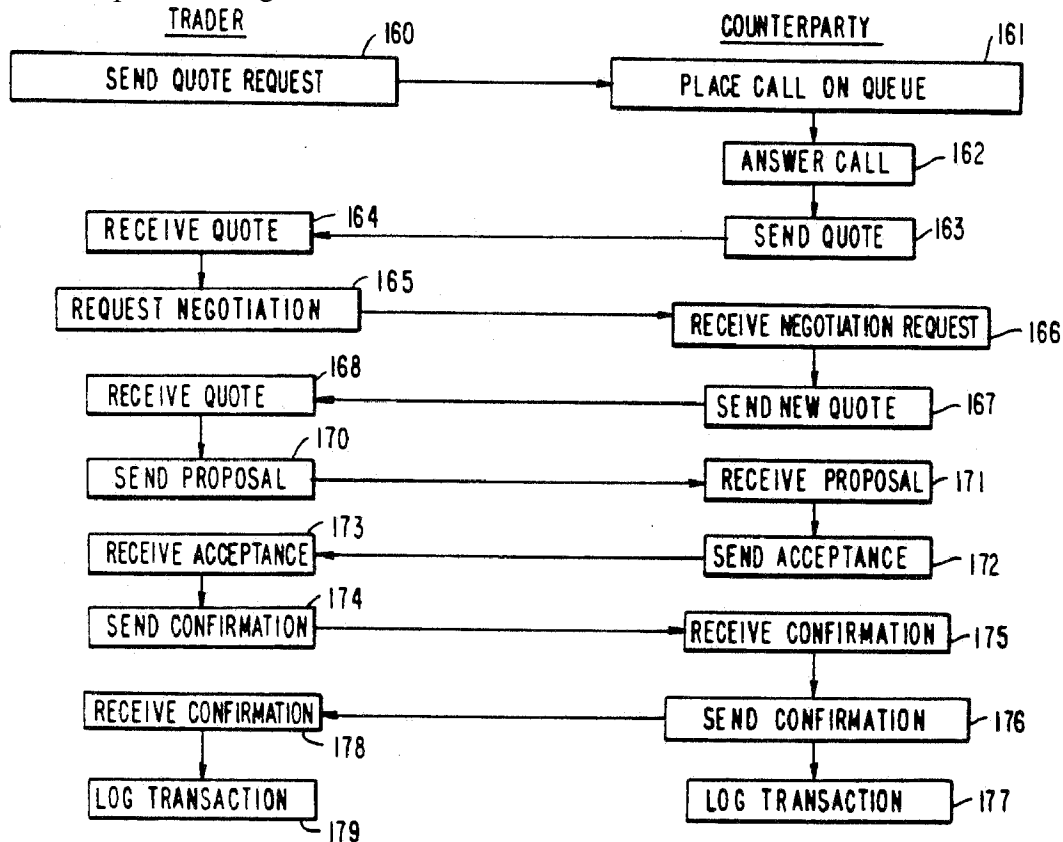 TRADER
COUNTERPARTY
160
161
SEND QUOTE REQUEST
PLACE CALL ON QUEUE
ANSWER CALL
162
164
RECEIVE QUOTE
SEND QUOTE
163
165
REQUEST NEGOTIATION
RECEIVE NEGOTIATION REQUEST
166
168
RECEIVE QUOTE
SEND NEW QUOTE
167
170
SEND PROPOSAL
RECEIVE PROPOSAL
171
173
RECEIVE ACCEPTANCE
SEND ACCEPTANCE
172
174
SEND CONFIRMATION
RECEIVE CONFIRMATION
175
RECEIVE CONFIRMATION
178
SEND CONFIRMATION
176
LOG TRANSACTION
179
LOG TRANSACTION
177